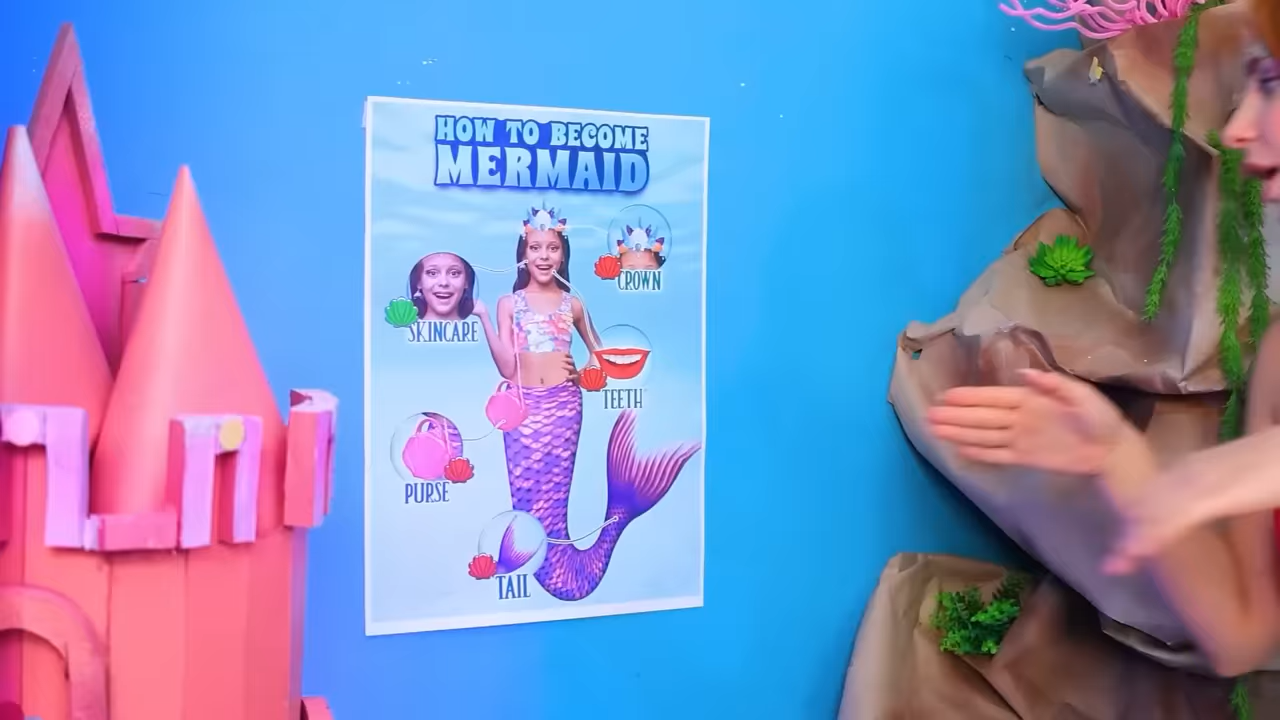 HOW TO BECOME
MERMAID
CROWN
SKINCARE
TEETH
PURSE
TAIL